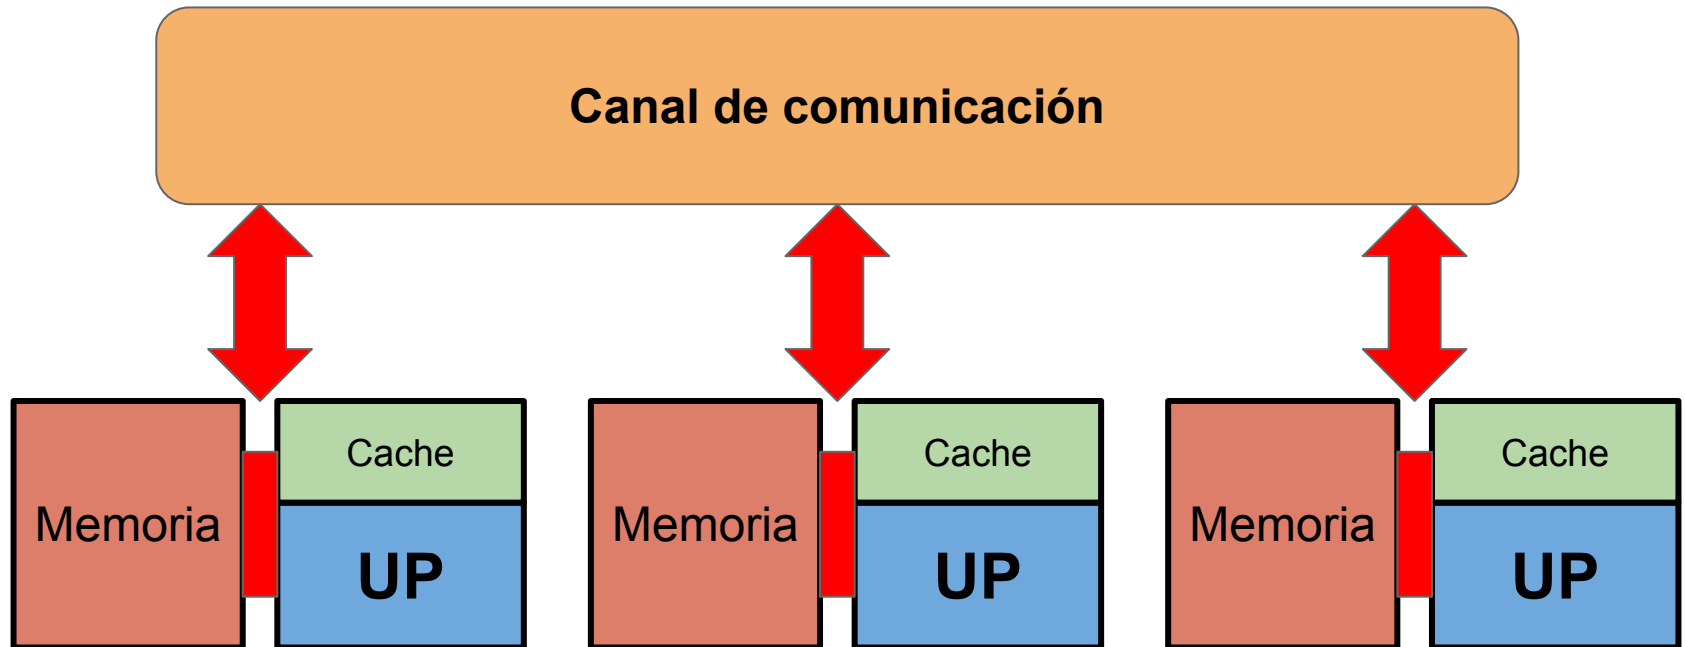 Canal de comunicación
Memoria
Cache
UP
Memoria
Cache
UP
Memoria
Cache
UP